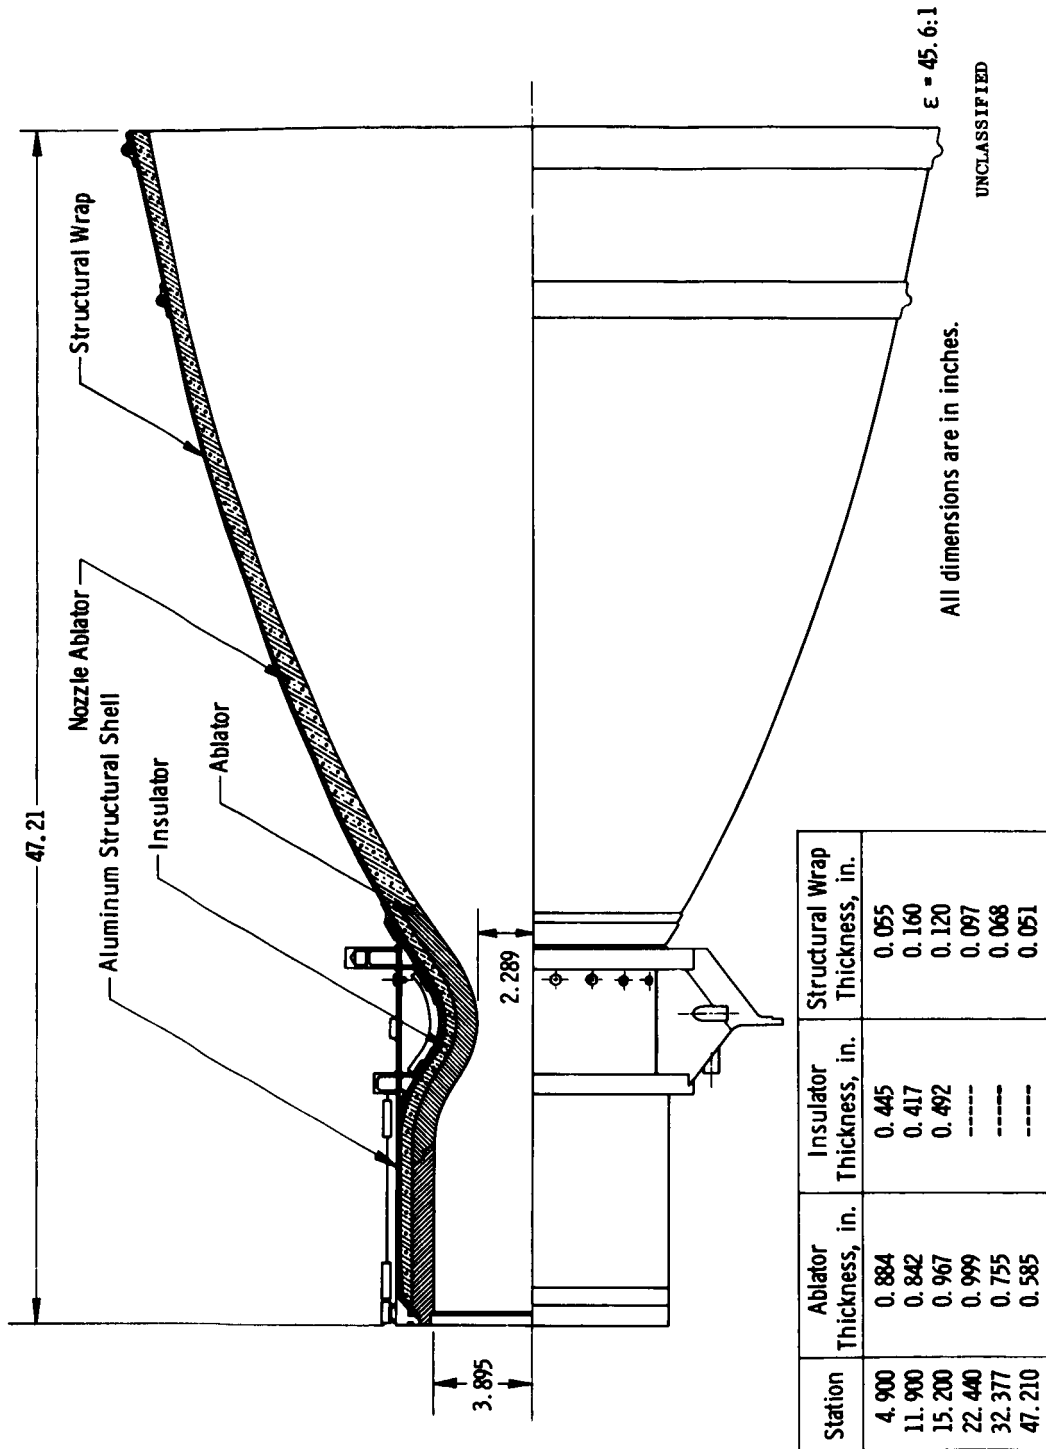 47.21
Structural Wrap
Nozzle Ablator
Aluminum Structural Shell
Insulator
Ablator
3.895
2.289
ε = 45.6:1
UNCLASSIFIED
All dimensions are in inches.
Station | Ablator Thickness, in. | Insulator Thickness, in. | Structural Wrap Thickness, in.
4.900 | 0.884 | 0.445 | 0.055
11.900 | 0.842 | 0.417 | 0.160
15.200 | 0.967 | 0.492 | 0.120
22.440 | 0.999 | ----- | 0.097
32.377 | 0.755 | ----- | 0.068
47.210 | 0.585 | ----- | 0.051